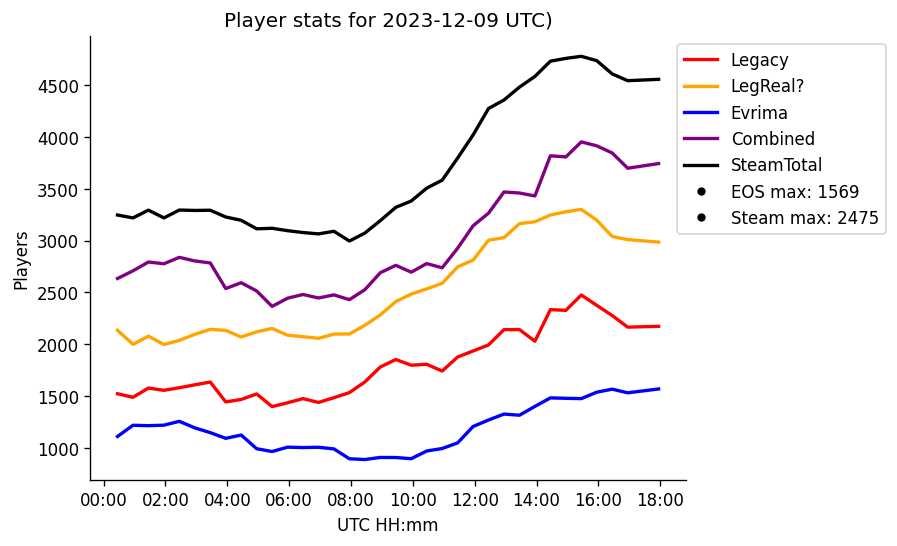 Player stats for 2023-12-09 UTC)
Legacy
LegReal?
Evrima
Combined
SteamTotal
EOS max: 1569
Steam max: 2475
Players
4500
4000
3500
3000
2500
2000
1500
1000
00:00 02:00 04:00 06:00 08:00 10:00 12:00 14:00 16:00 18:00
UTC HH:mm